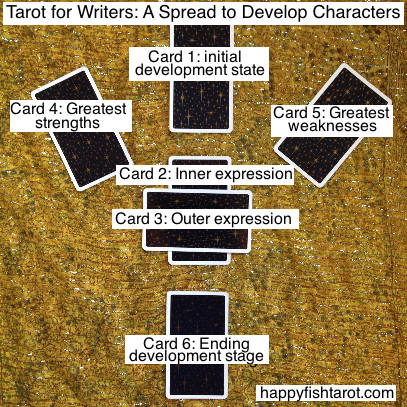 Tarot for Writers: A Spread to Develop Characters
Card 1: initial
development state
Card 4: Greatest
strengths
Card 5: Greatest
weaknesses
Card 2: Inner expression
Card 3: Outer expression
Card 6: Ending
development stage
happyfishtarot.com